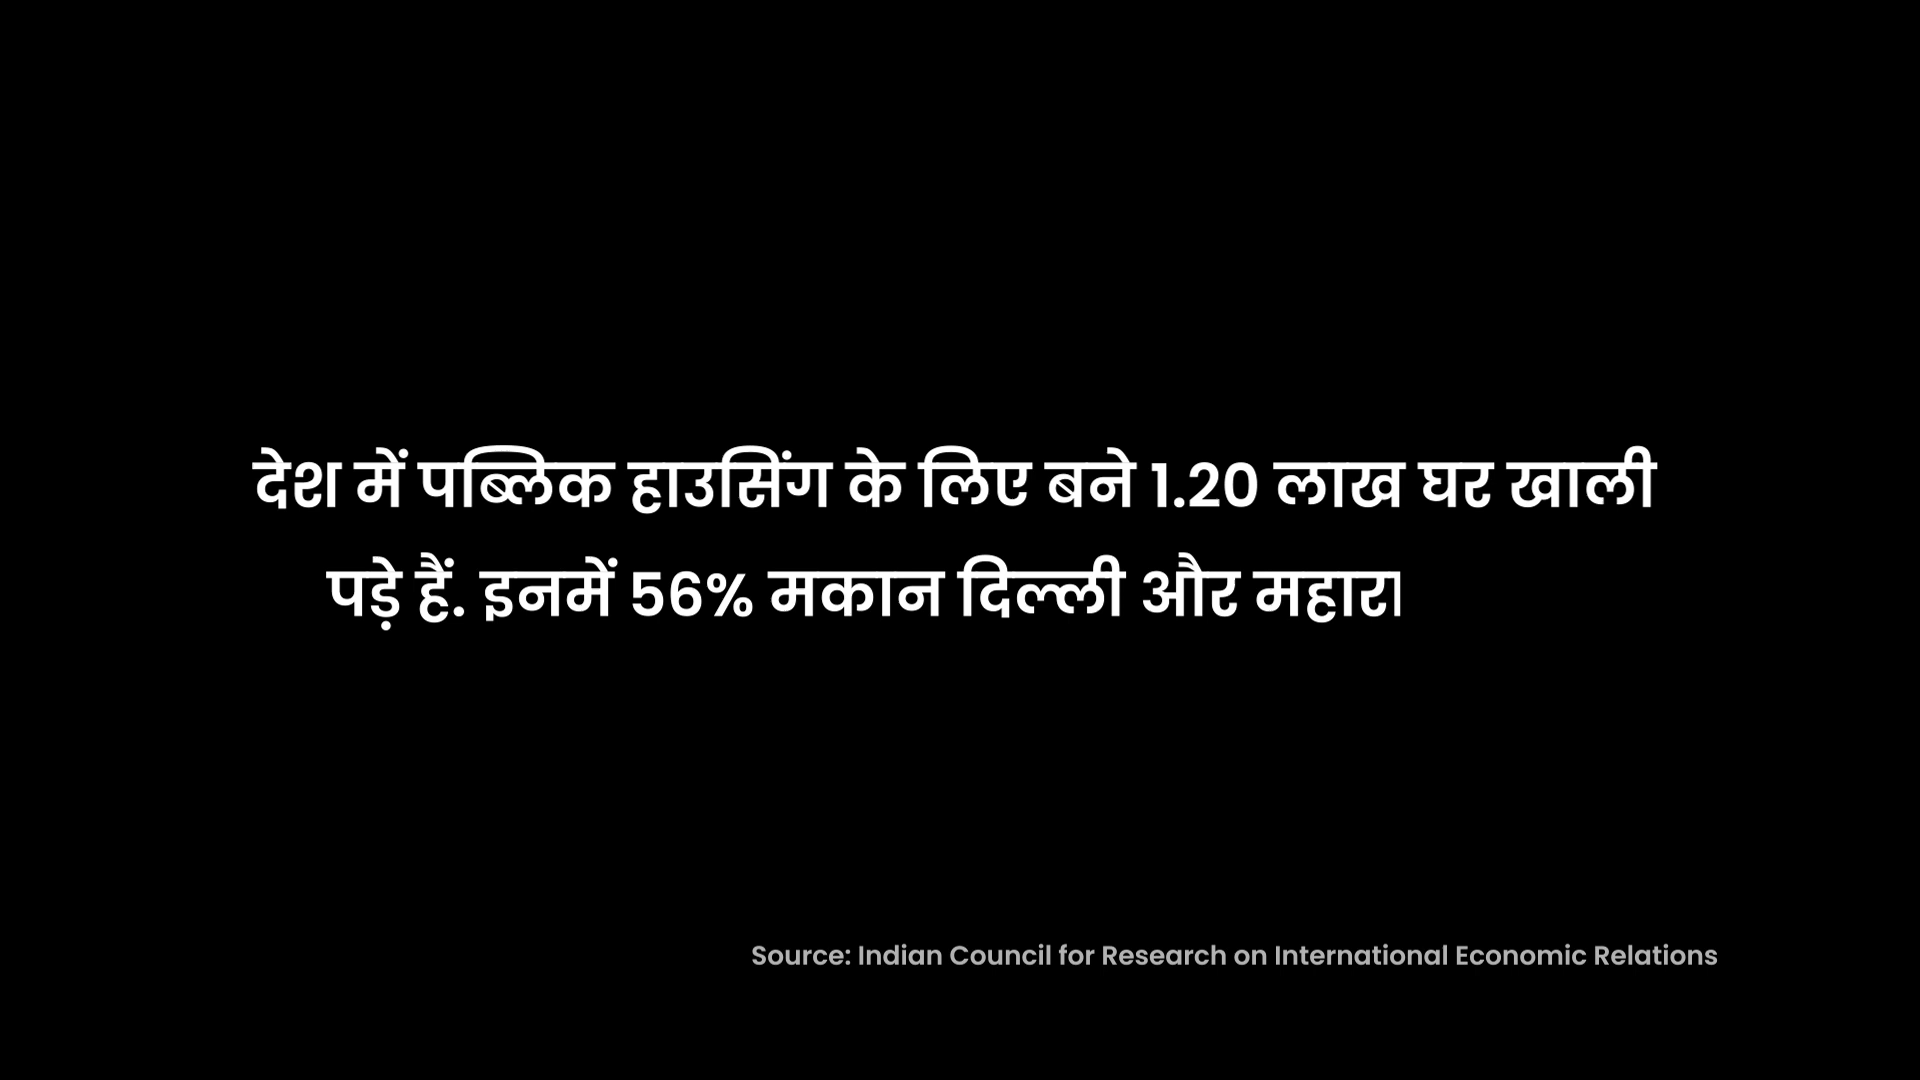 देश में पब्लिक हाउसिंग के लिए बने 1.20 लाख घर खाली
पड़े हैं. इनमें 56% मकान दिल्ली और महारा
Source: Indian Council for Research on International Economic Relations